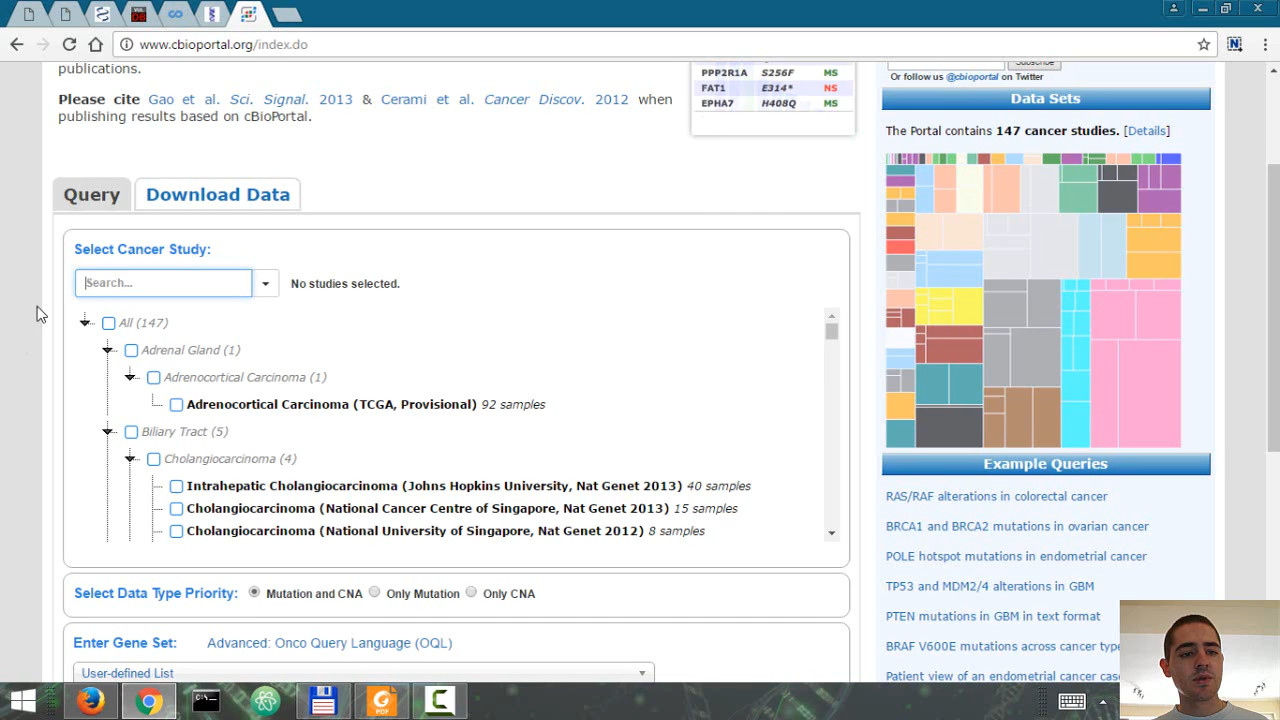 www.cbioportal.org/index.do
publications.
Please cite Gao et al. Sci. Signal. 2013 & Cerami et al. Cancer Discov. 2012 when
publishing results based on cBioPortal.
PPP2R1A S256F MS
FAT1 E314* NS
EPHA7 H408Q MS
Subscribe
Or follow us @cbioportal on Twitter
Data Sets
The Portal contains 147 cancer studies. [Details]
Query
Download Data
Select Cancer Study:
Search...
No studies selected.
All (147)
Adrenal Gland (1)
Adrenocortical Carcinoma (1)
Adrenocortical Carcinoma (TCGA, Provisional) 92 samples
Biliary Tract (5)
Cholangiocarcinoma (4)
Intrahepatic Cholangiocarcinoma (Johns Hopkins University, Nat Genet 2013) 40 samples
Cholangiocarcinoma (National Cancer Centre of Singapore, Nat Genet 2013) 15 samples
Cholangiocarcinoma (National University of Singapore, Nat Genet 2012) 8 samples
Select Data Type Priority: Mutation and CNA Only Mutation Only CNA
Enter Gene Set: Advanced: Onco Query Language (OQL)
User-defined List
Example Queries
RAS/RAF alterations in colorectal cancer
BRCA1 and BRCA2 mutations in ovarian cancer
POLE hotspot mutations in endometrial cancer
TP53 and MDM2/4 alterations in GBM
PTEN mutations in GBM in text format
BRAF V600E mutations across cancer type
Patient view of an endometrial cancer case